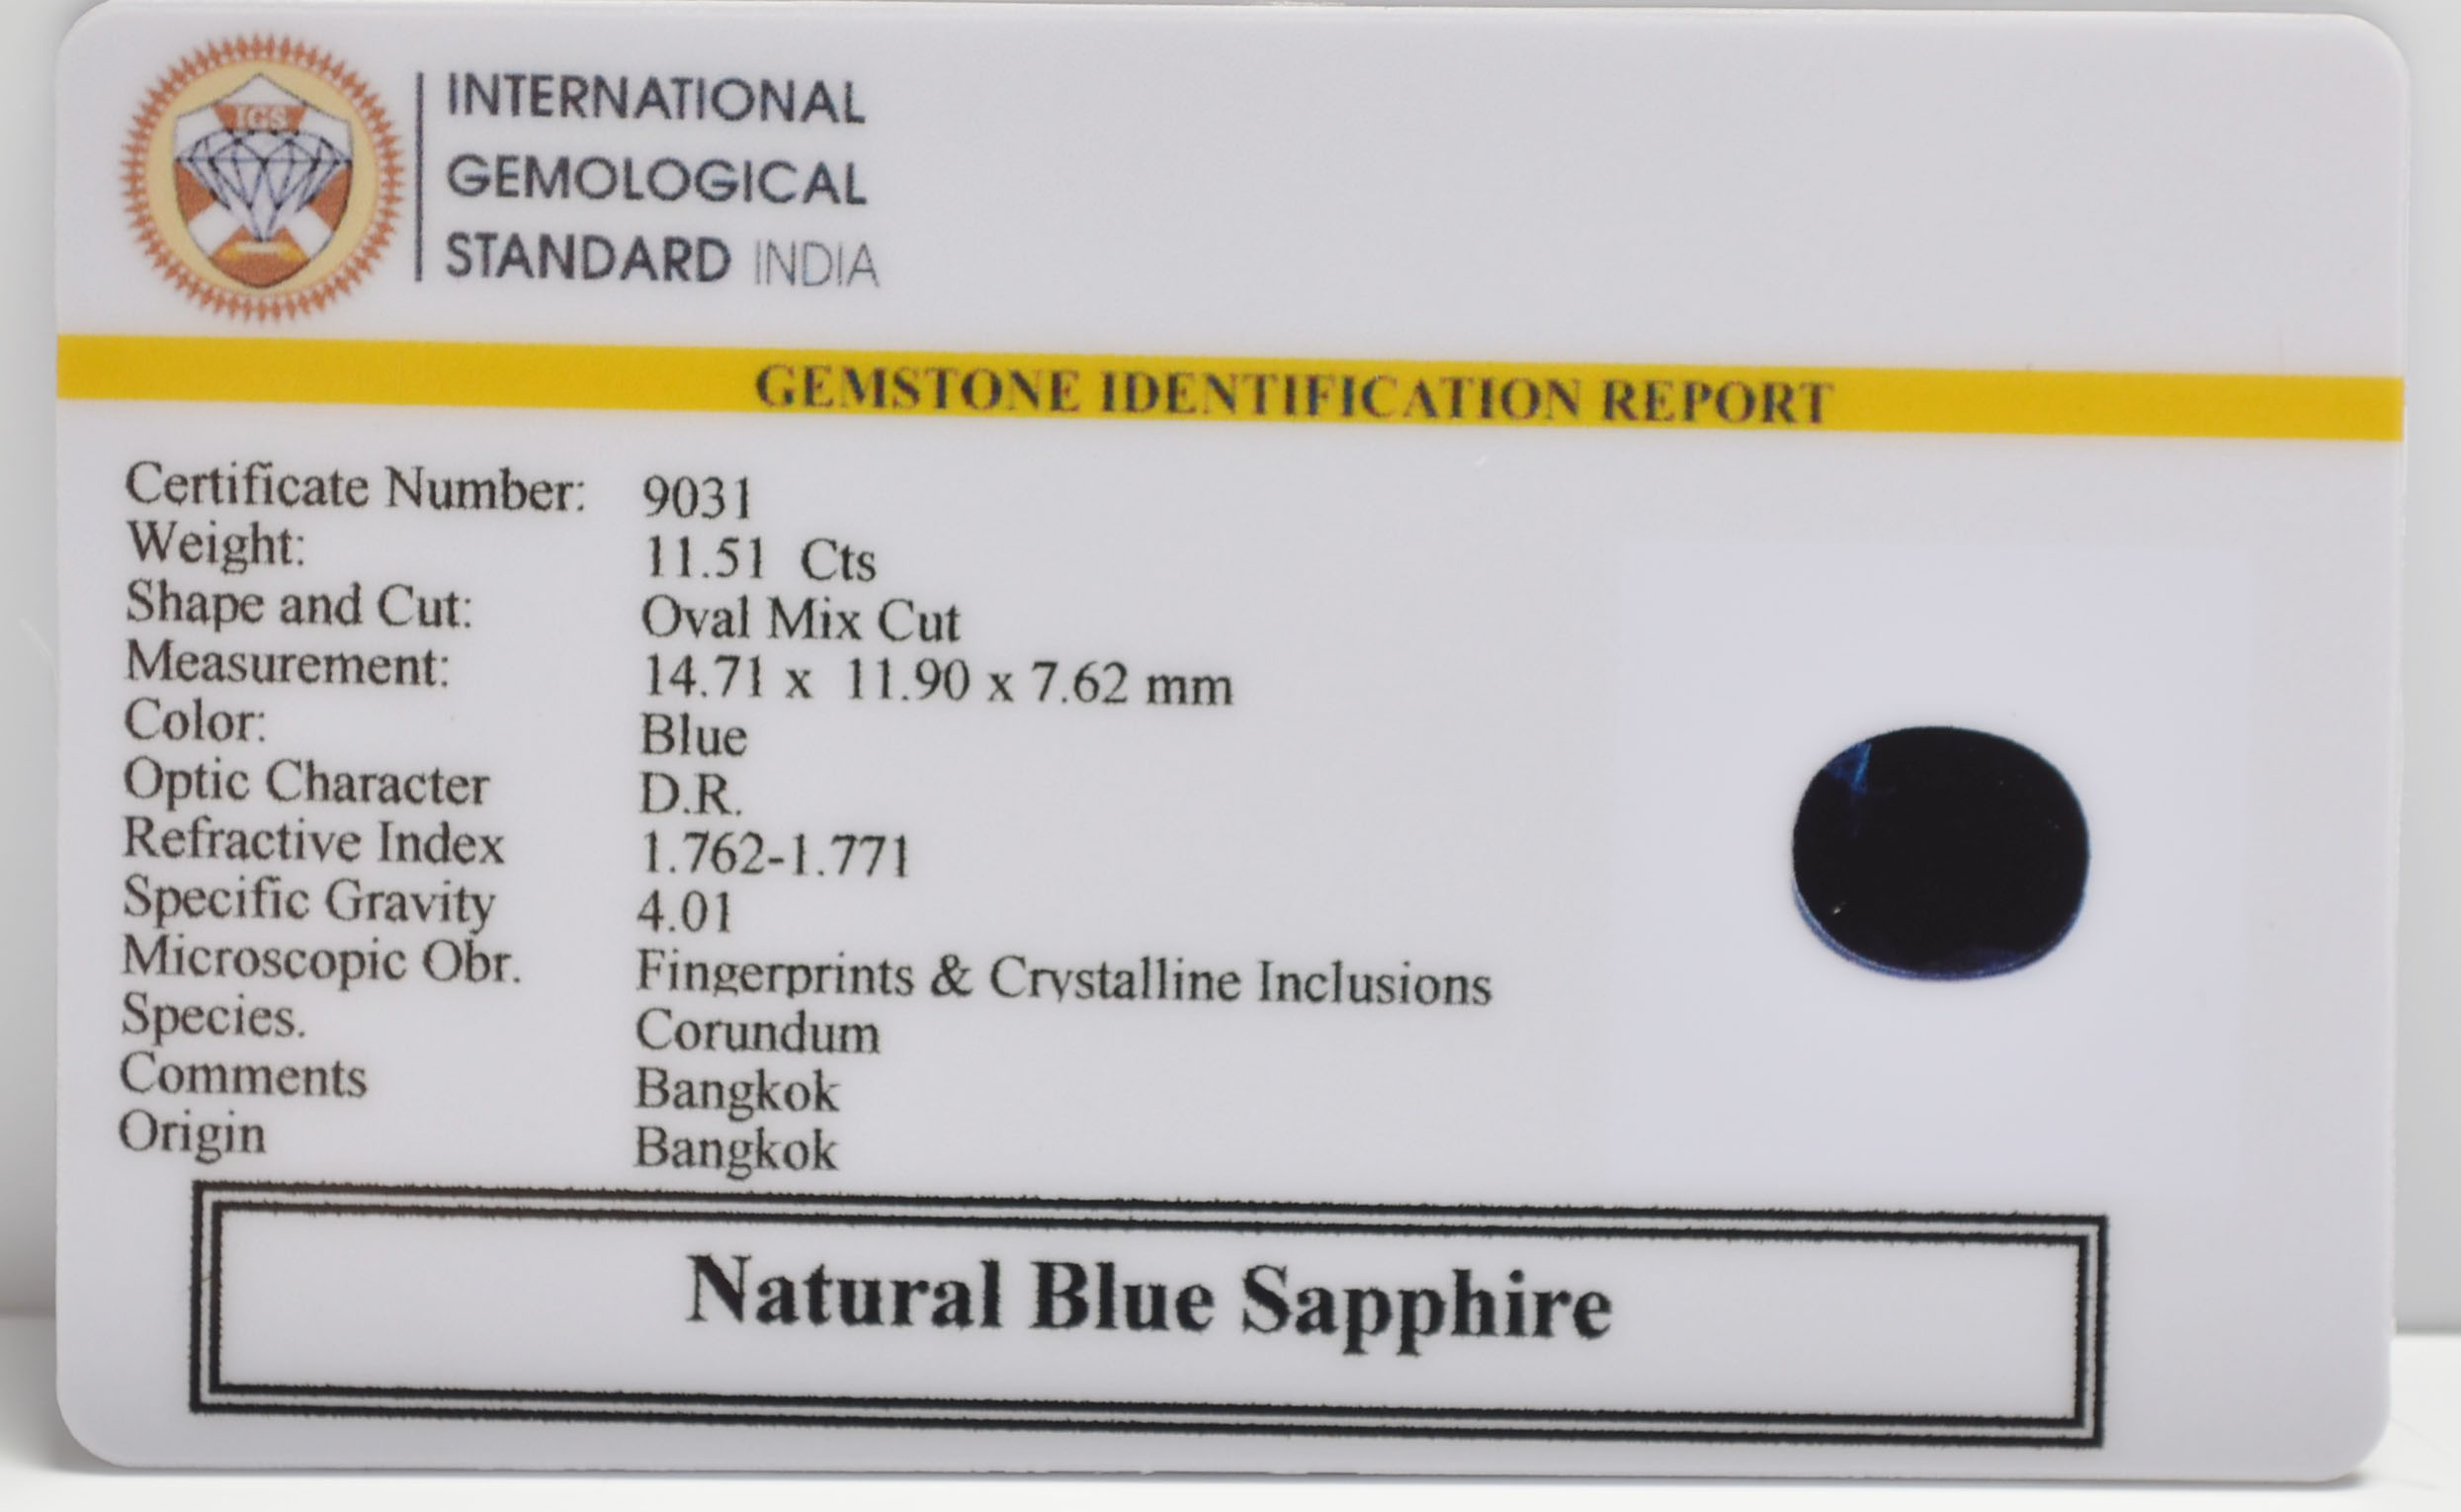 IGS
INTERNATIONAL
GEMOLOGICAL
STANDARD INDIA
GEMSTONE IDENTIFICATION REPORT
Certificate Number: 9031
Weight: 11.51 Cts
Shape and Cut: Oval Mix Cut
Measurement: 14.71 x 11.90 x 7.62 mm
Color: Blue
Optic Character D.R.
Refractive Index 1.762-1.771
Specific Gravity 4.01
Microscopic Obr. Fingerprints & Crystalline Inclusions
Species. Corundum
Comments Bangkok
Origin Bangkok
Natural Blue Sapphire